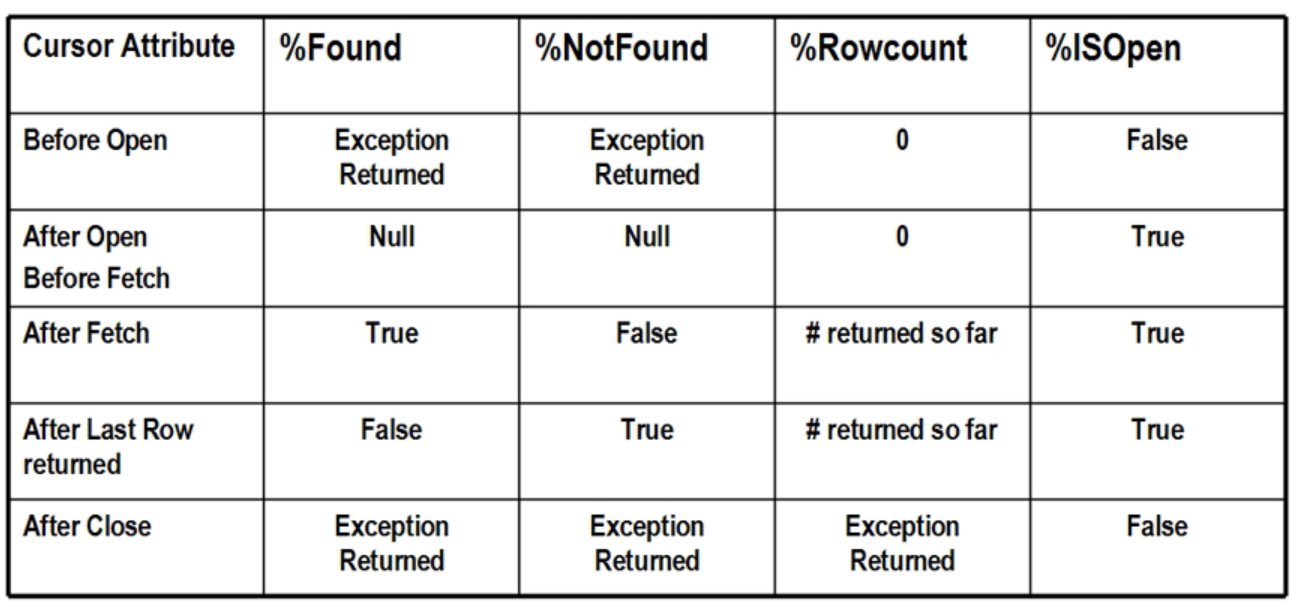 Cursor Attribute %Found %NotFound %Rowcount %ISOpen
Before Open Exception Exception 0 False
Returned Returned
After Open Null Null 0 True
Before Fetch
After Fetch True False # returned so far True
After Last Row False True # returned so far True
returned
After Close Exception Exception Exception False
Returned Returned Returned